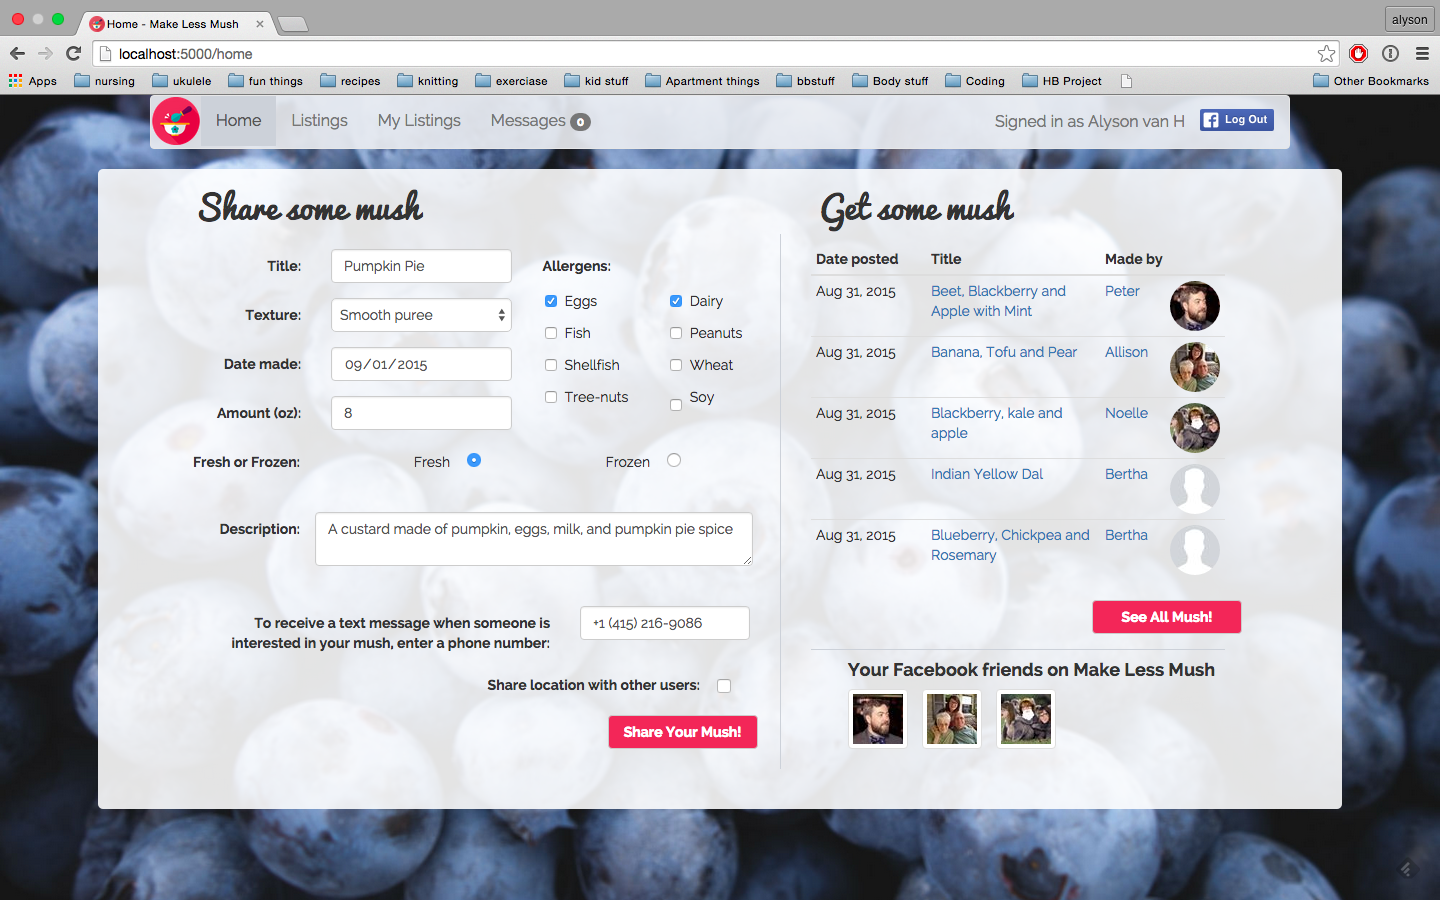 Home - Make Less Mush
alyson
localhost:5000/home
Apps nursing ukulele fun things recipes knitting exerciase kid stuff Apartment things bbstuff Body stuff Coding HB Project Other Bookmarks
Home Listings My Listings Messages 0 Signed in as Alyson van H Log Out
Share some mush
Title: Pumpkin Pie
Texture: Smooth puree
Date made: 09/01/2015
Amount (oz): 8
Allergens:
Eggs Dairy
Fish Peanuts
Shellfish Wheat
Tree-nuts Soy
Fresh or Frozen: Fresh Frozen
Description: A custard made of pumpkin, eggs, milk, and pumpkin pie spice
To receive a text message when someone is
interested in your mush, enter a phone number:
+1 (415) 216-9086
Share location with other users:
Share Your Mush!
Get some mush
Date posted Title Made by
Aug 31, 2015 Beet, Blackberry and Peter
Apple with Mint
Aug 31, 2015 Banana, Tofu and Pear Allison
Aug 31, 2015 Blackberry, kale and Noelle
apple
Aug 31, 2015 Indian Yellow Dal Bertha
Aug 31, 2015 Blueberry, Chickpea and Bertha
Rosemary
See All Mush!
Your Facebook friends on Make Less Mush